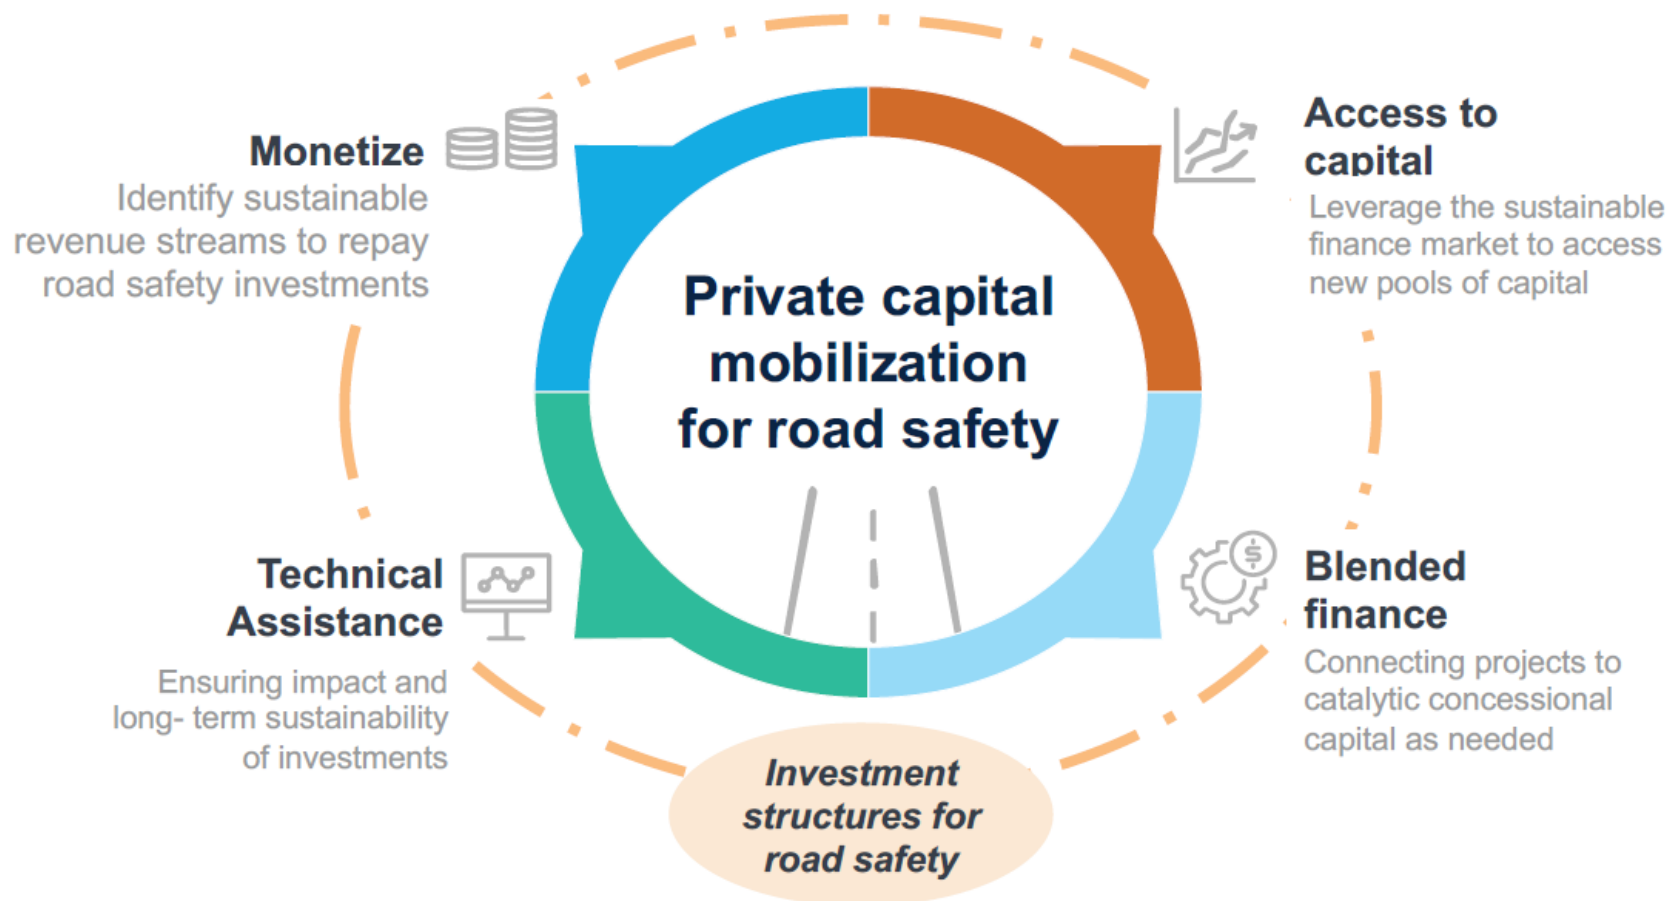 Monetize
Identify sustainable
revenue streams to repay
road safety investments
Access to
capital
Leverage the sustainable
finance market to access
new pools of capital
Private capital
mobilization
for road safety
Technical
Assistance
Ensuring impact and
long- term sustainability
of investments
$
Blended
finance
Connecting projects to
catalytic concessional
capital as needed
Investment
structures for
road safety